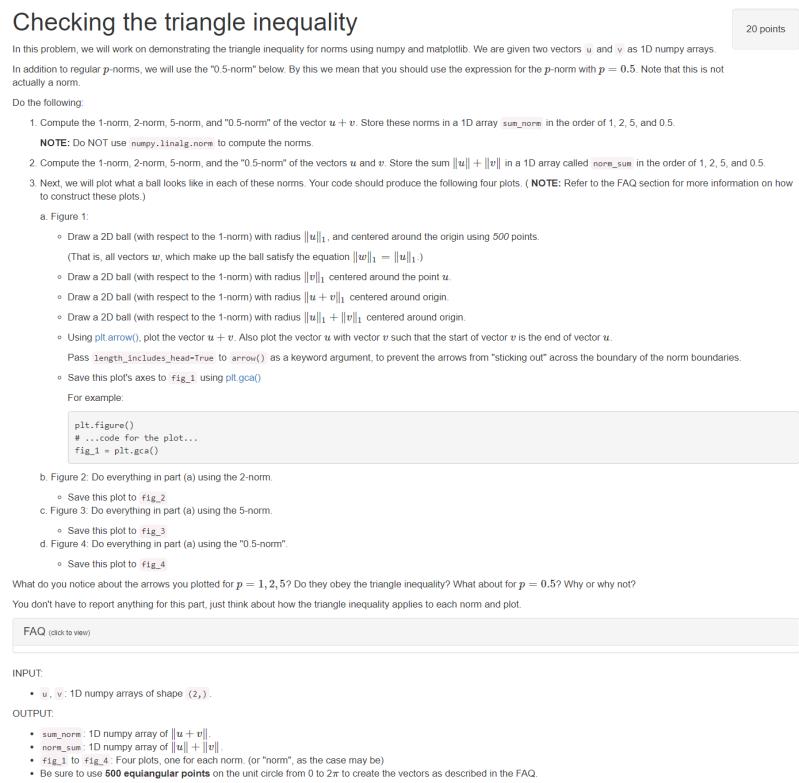 Checking the triangle inequality
20 points
In this problem, we will work on demonstrating the triangle inequality for norms using numpy and matplotlib. We are given two vectors u and v as 1D numpy arrays.
In addition to regular p-norms, we will use the "0.5-norm" below. By this we mean that you should use the expression for the p-norm with p = 0.5. Note that this is not
actually a norm.
Do the following:
1. Compute the 1-norm, 2-norm, 5-norm, and "0.5-norm" of the vector u + v. Store these norms in a 1D array sum_norm in the order of 1, 2, 5, and 0.5.
NOTE: Do NOT use numpy.linalg.norm to compute the norms.
2. Compute the 1-norm, 2-norm, 5-norm, and the "0.5-norm" of the vectors u and v. Store the sum ‖u‖ + ‖v‖ in a 1D array called norm_sum in the order of 1, 2, 5, and 0.5.
3. Next, we will plot what a ball looks like in each of these norms. Your code should produce the following four plots. ( NOTE: Refer to the FAQ section for more information on how
to construct these plots.)
a. Figure 1:
∘ Draw a 2D ball (with respect to the 1-norm) with radius ‖u‖₁, and centered around the origin using 500 points.
(That is, all vectors w, which make up the ball satisfy the equation ‖w‖₁ = ‖u‖₁.)
∘ Draw a 2D ball (with respect to the 1-norm) with radius ‖v‖₁ centered around the point u.
∘ Draw a 2D ball (with respect to the 1-norm) with radius ‖u + v‖₁ centered around origin.
∘ Draw a 2D ball (with respect to the 1-norm) with radius ‖u‖₁ + ‖v‖₁ centered around origin.
∘ Using plt.arrow(), plot the vector u + v. Also plot the vector u with vector v such that the start of vector v is the end of vector u.
Pass length_includes_head=True to arrow() as a keyword argument, to prevent the arrows from "sticking out" across the boundary of the norm boundaries.
∘ Save this plot's axes to fig_1 using plt.gca()
For example:
plt.figure()
# ...code for the plot...
fig_1 = plt.gca()
b. Figure 2: Do everything in part (a) using the 2-norm.
∘ Save this plot to fig_2
c. Figure 3: Do everything in part (a) using the 5-norm.
∘ Save this plot to fig_3
d. Figure 4: Do everything in part (a) using the "0.5-norm".
∘ Save this plot to fig_4
What do you notice about the arrows you plotted for p = 1, 2, 5? Do they obey the triangle inequality? What about for p = 0.5? Why or why not?
You don't have to report anything for this part, just think about how the triangle inequality applies to each norm and plot.
FAQ (click to view)
INPUT:
• u, v: 1D numpy arrays of shape (2,).
OUTPUT:
• sum_norm: 1D numpy array of ‖u + v‖.
• norm_sum: 1D numpy array of ‖u‖ + ‖v‖.
• fig_1 to fig_4: Four plots, one for each norm. (or "norm", as the case may be)
• Be sure to use 500 equiangular points on the unit circle from 0 to 2π to create the vectors as described in the FAQ.